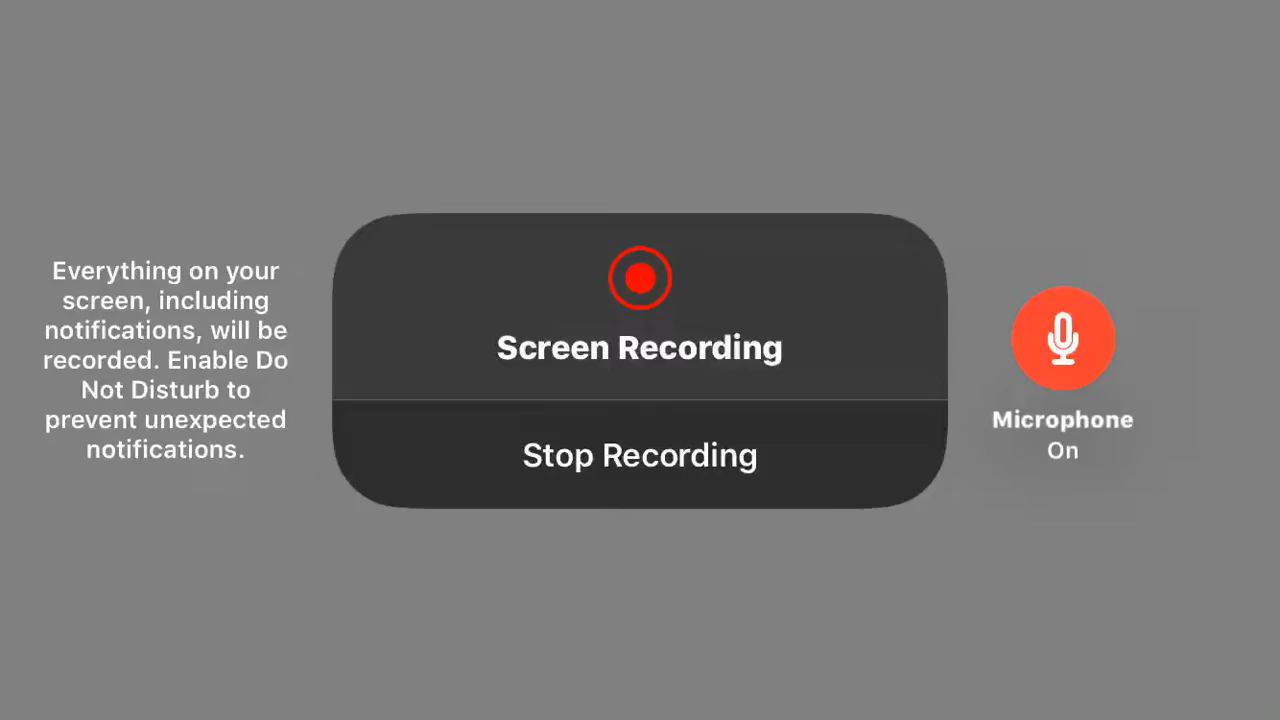 Everything on your
screen, including
notifications, will be
recorded. Enable Do
Not Disturb to
prevent unexpected
notifications.
Screen Recording
Stop Recording
Microphone
On